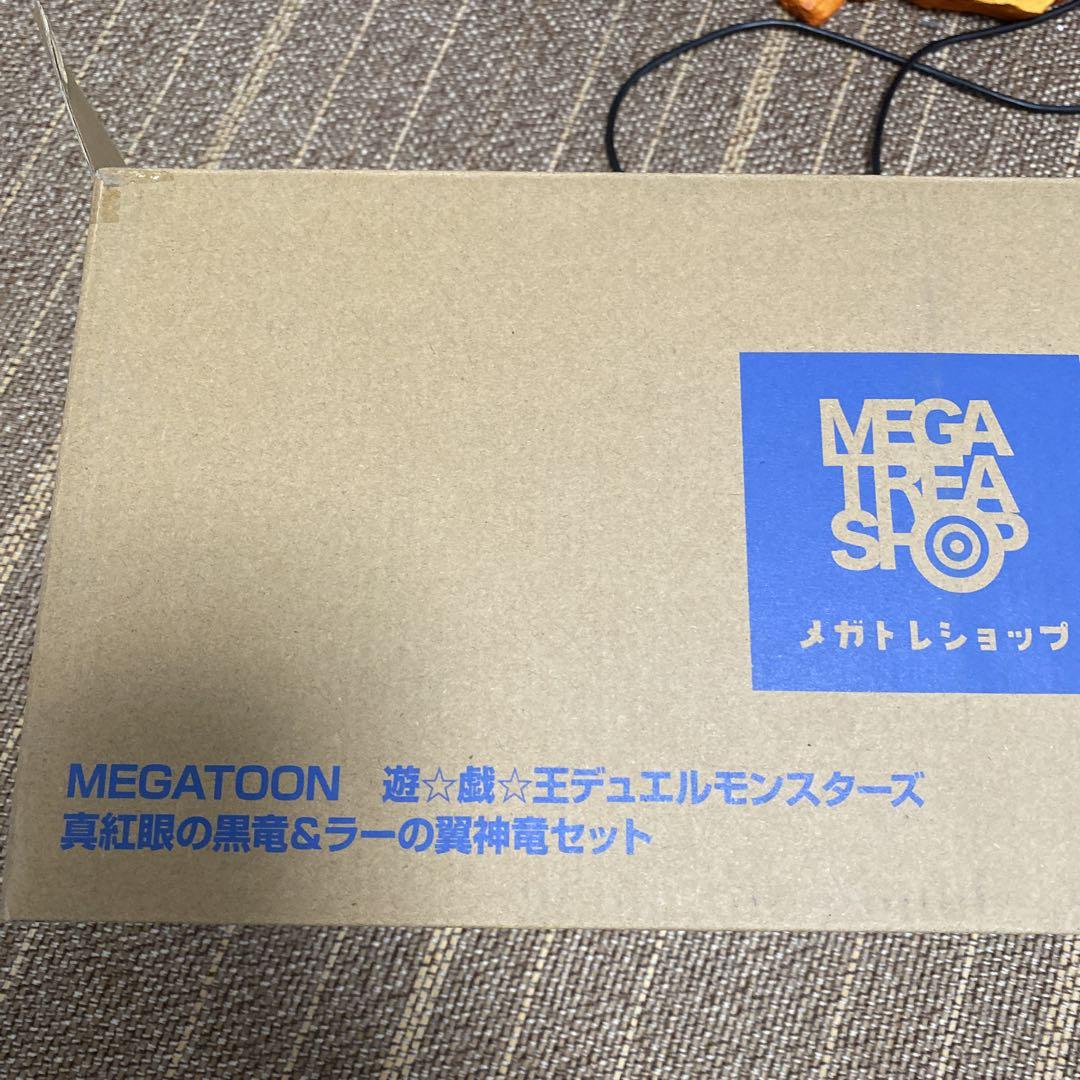 MEGA
TREA
SHOP
メガトレショップ
MEGATOON 遊☆戯☆王デュエルモンスターズ
真紅眼の黒竜&ラーの翼神竜セット